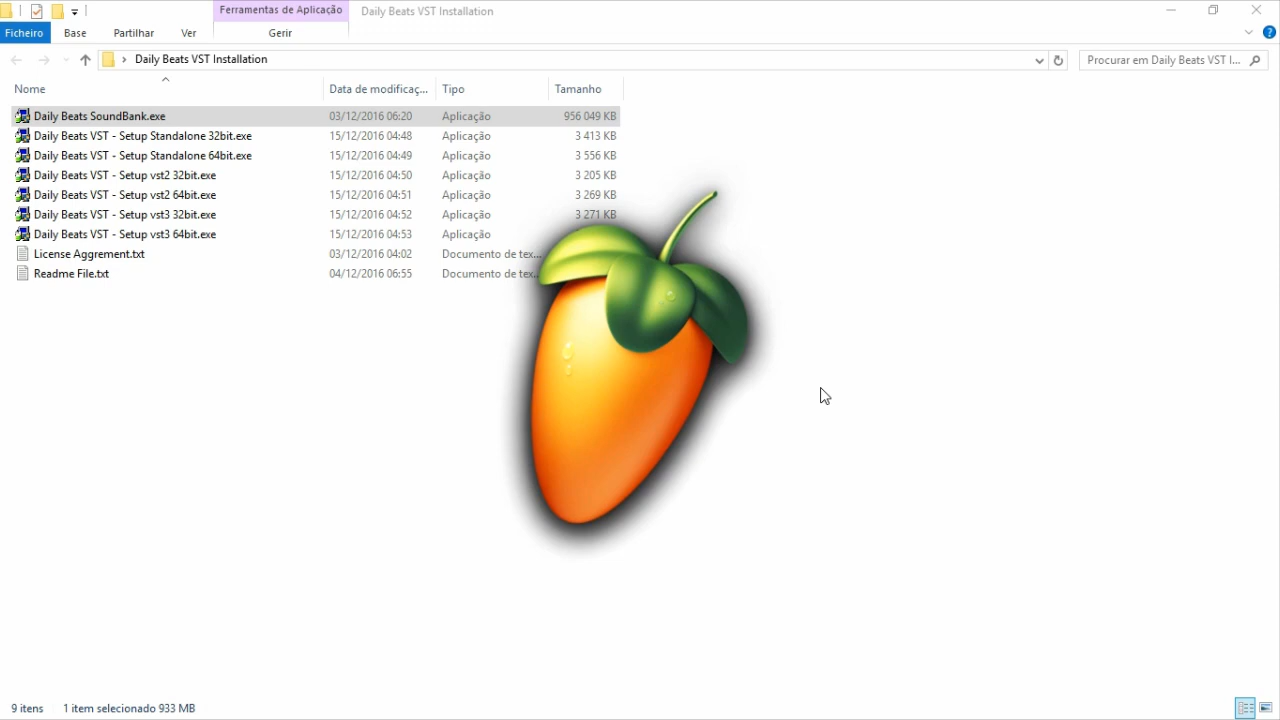 Ferramentas de Aplicação
Daily Beats VST Installation
Ficheiro
Base
Partilhar
Ver
Gerir
Daily Beats VST Installation
Procurar em Daily Beats VST I...
Nome
Data de modificaç...
Tipo
Tamanho
Daily Beats SoundBank.exe 03/12/2016 06:20 Aplicação 956 049 KB
Daily Beats VST - Setup Standalone 32bit.exe 15/12/2016 04:48 Aplicação 3 413 KB
Daily Beats VST - Setup Standalone 64bit.exe 15/12/2016 04:49 Aplicação 3 556 KB
Daily Beats VST - Setup vst2 32bit.exe 15/12/2016 04:50 Aplicação 3 205 KB
Daily Beats VST - Setup vst2 64bit.exe 15/12/2016 04:51 Aplicação 3 269 KB
Daily Beats VST - Setup vst3 32bit.exe 15/12/2016 04:52 Aplicação 3 271 KB
Daily Beats VST - Setup vst3 64bit.exe 15/12/2016 04:53 Aplicação
License Aggrement.txt 03/12/2016 04:02 Documento de tex...
Readme File.txt 04/12/2016 06:55 Documento de tex...
9 itens 1 item selecionado 933 MB